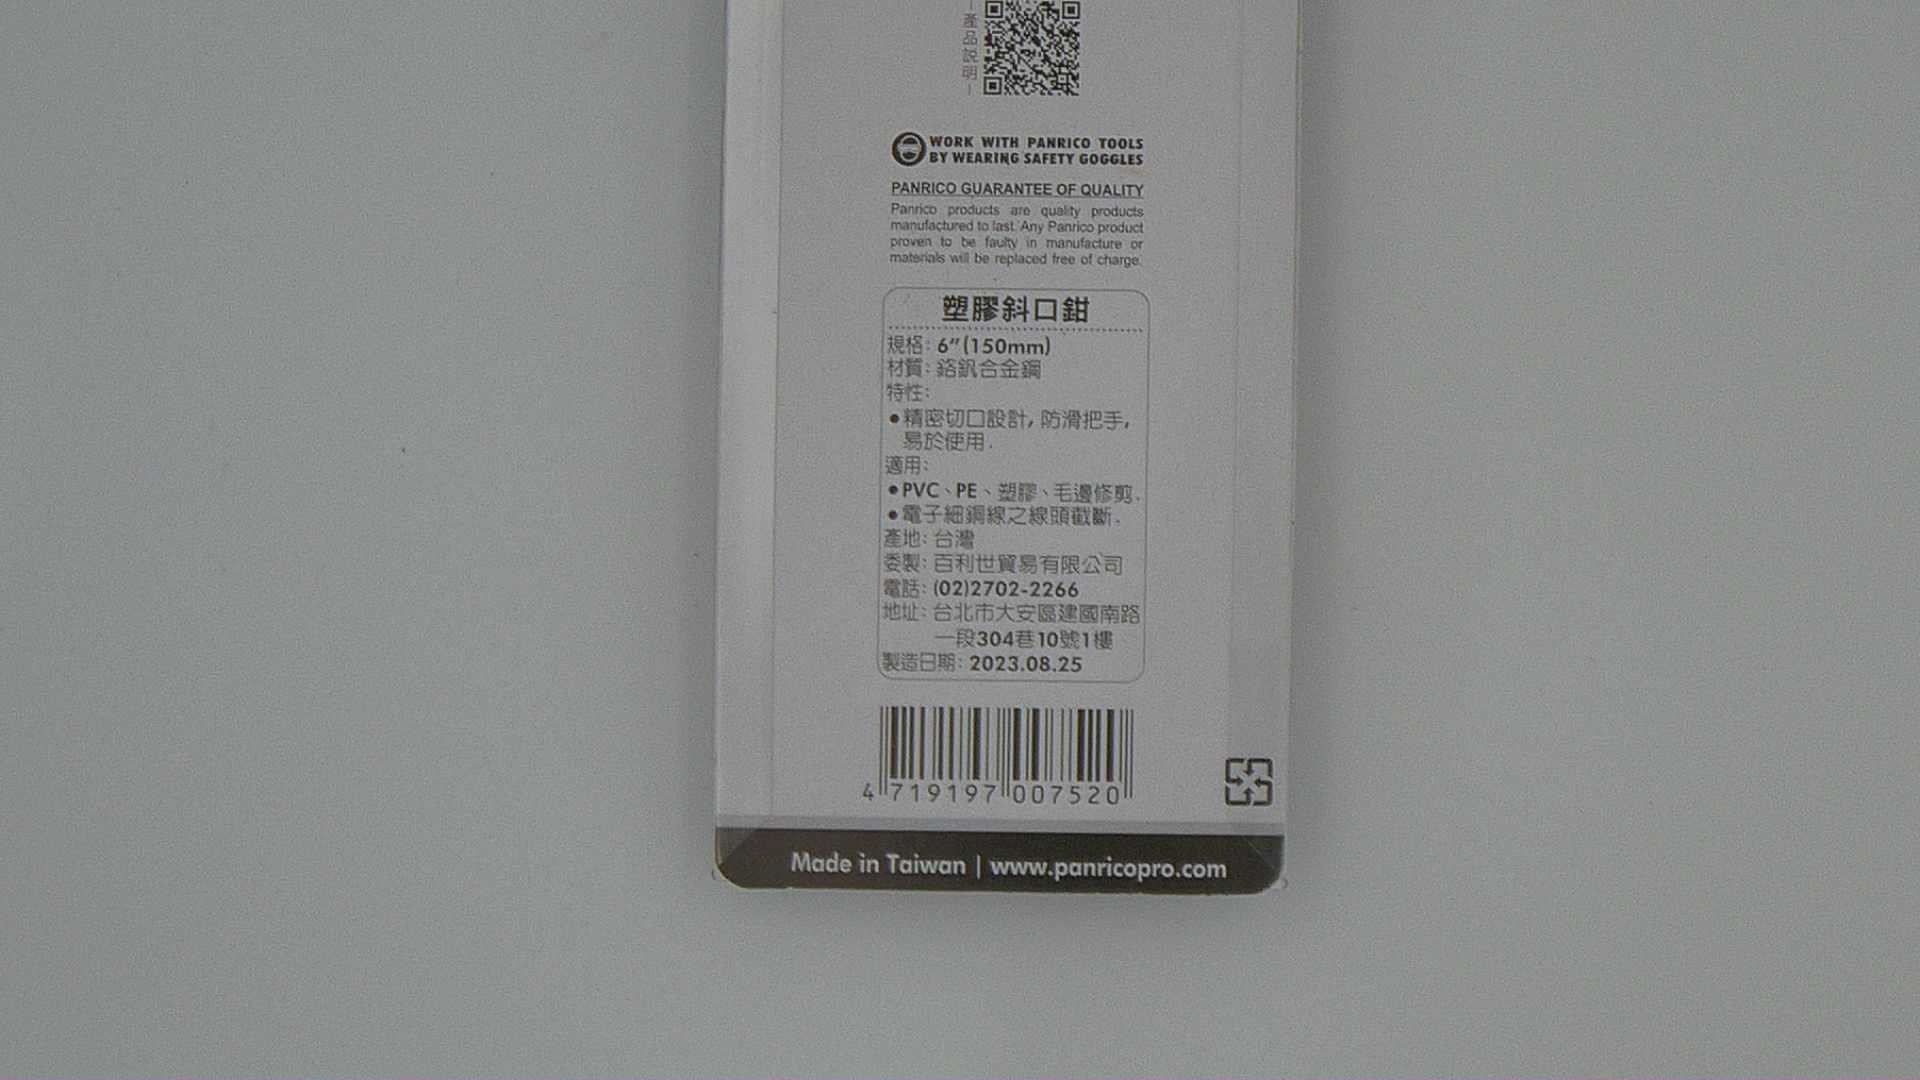 產品說明
WORK WITH PANRICO TOOLS
BY WEARING SAFETY GOGGLES
PANRICO GUARANTEE OF QUALITY
Panrico products are quality products
manufactured to last. Any Panrico product
proven to be faulty in manufacture or
materials will be replaced free of charge.
塑膠斜口鉗
規格: 6"(150mm)
材質: 鉻釩合金鋼
特性:
●精密切口設計, 防滑把手,
易於使用.
適用:
●PVC、PE、塑膠、毛邊修剪.
●電子細銅線之線頭截斷.
產地: 台灣
委製: 百利世貿易有限公司
電話: (02)2702-2266
地址: 台北市大安區建國南路
一段304巷10號1樓
製造日期: 2023.08.25
4 719197 007520
Made in Taiwan | www.panricopro.com